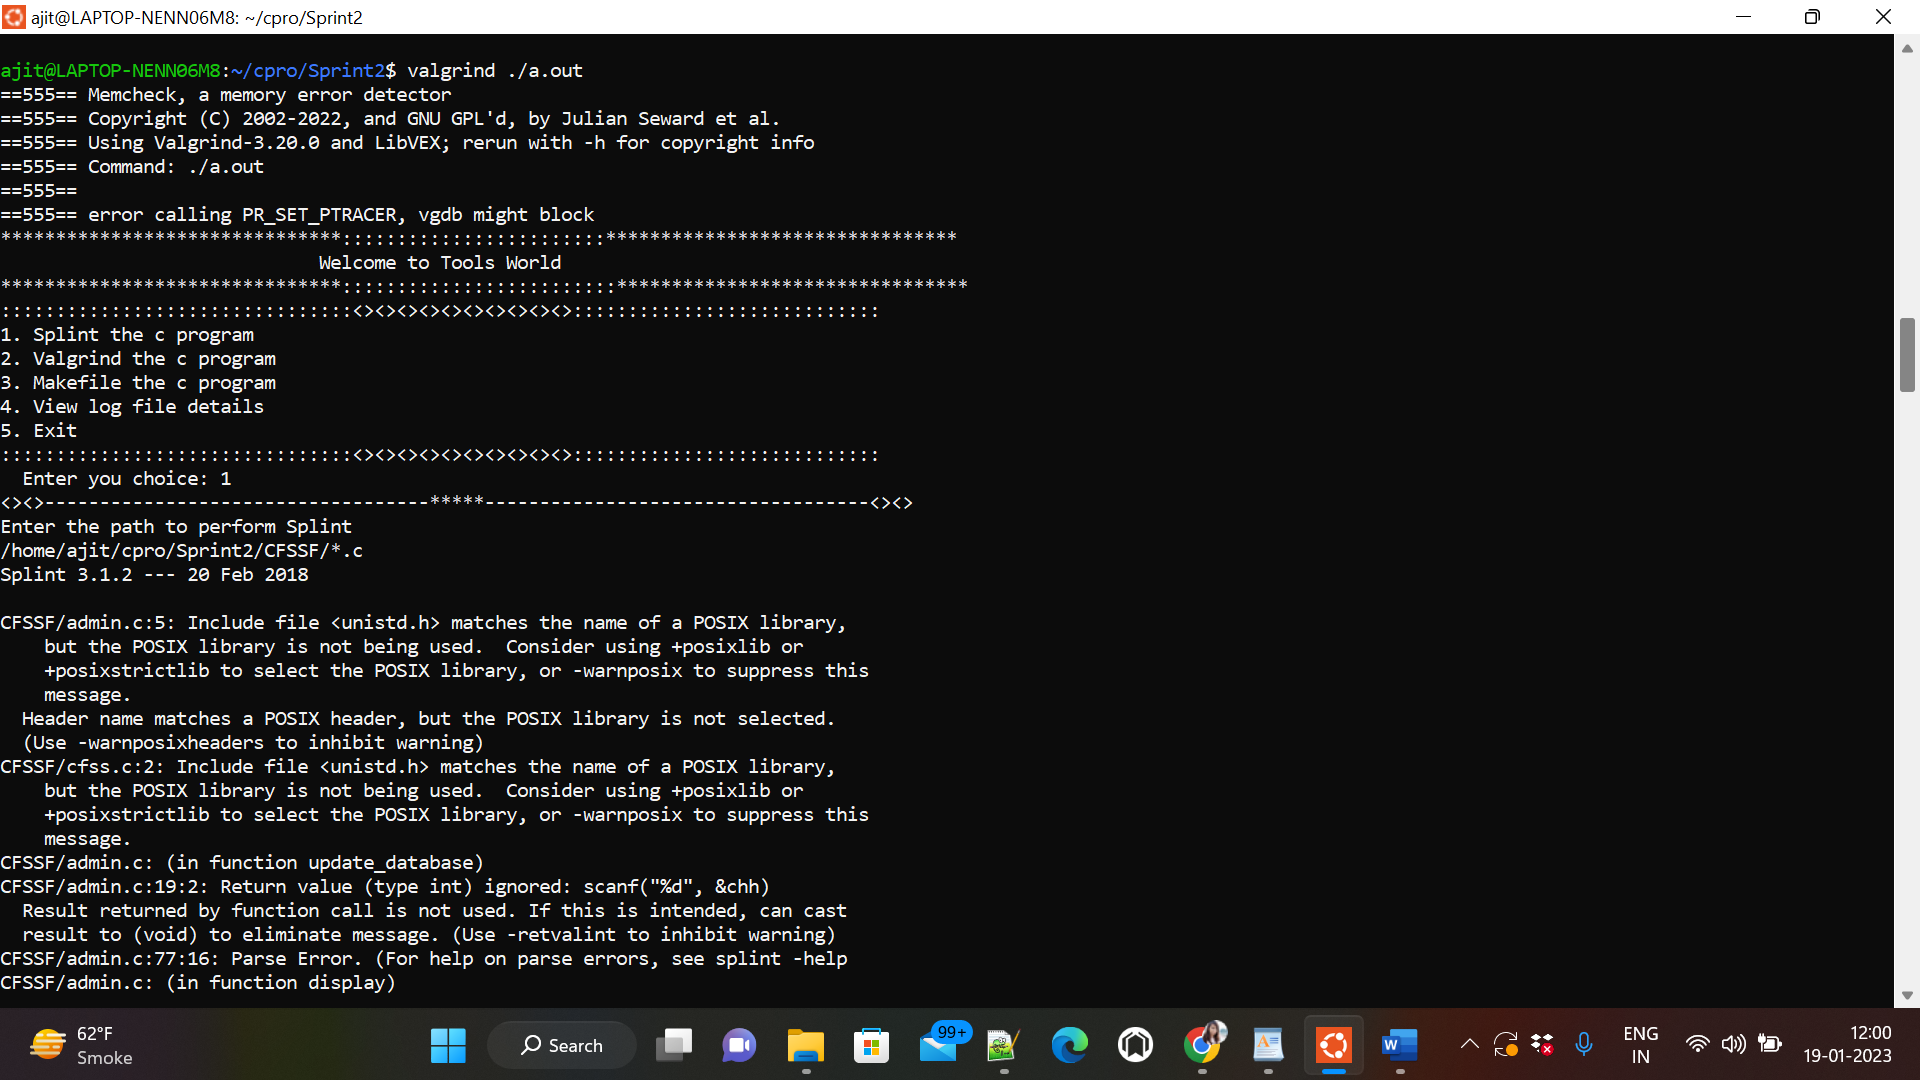 ajit@LAPTOP-NENN06M8: ~/cpro/Sprint2
ajit@LAPTOP-NENN06M8:~/cpro/Sprint2$ valgrind ./a.out
==555== Memcheck, a memory error detector
==555== Copyright (C) 2002-2022, and GNU GPL'd, by Julian Seward et al.
==555== Using Valgrind-3.20.0 and LibVEX; rerun with -h for copyright info
==555== Command: ./a.out
==555==
==555== error calling PR_SET_PTRACER, vgdb might block
*******************************::::::::::::::::::::::::********************************
Welcome to Tools World
*******************************:::::::::::::::::::::::::********************************
::::::::::::::::::::::::::::::::<><><><><><><><><><>::::::::::::::::::::::::::::
1. Splint the c program
2. Valgrind the c program
3. Makefile the c program
4. View log file details
5. Exit
::::::::::::::::::::::::::::::::<><><><><><><><><><>::::::::::::::::::::::::::::
Enter you choice: 1
<><>-----------------------------------*****-----------------------------------<><>
Enter the path to perform Splint
/home/ajit/cpro/Sprint2/CFSSF/*.c
Splint 3.1.2 --- 20 Feb 2018
CFSSF/admin.c:5: Include file <unistd.h> matches the name of a POSIX library,
but the POSIX library is not being used.  Consider using +posixlib or
+posixstrictlib to select the POSIX library, or -warnposix to suppress this
message.
Header name matches a POSIX header, but the POSIX library is not selected.
(Use -warnposixheaders to inhibit warning)
CFSSF/cfss.c:2: Include file <unistd.h> matches the name of a POSIX library,
but the POSIX library is not being used.  Consider using +posixlib or
+posixstrictlib to select the POSIX library, or -warnposix to suppress this
message.
CFSSF/admin.c: (in function update_database)
CFSSF/admin.c:19:2: Return value (type int) ignored: scanf("%d", &chh)
Result returned by function call is not used. If this is intended, can cast
result to (void) to eliminate message. (Use -retvalint to inhibit warning)
CFSSF/admin.c:77:16: Parse Error. (For help on parse errors, see splint -help
CFSSF/admin.c: (in function display)
62°F
Smoke
Search
99+
W
ENG
IN
12:00
19-01-2023